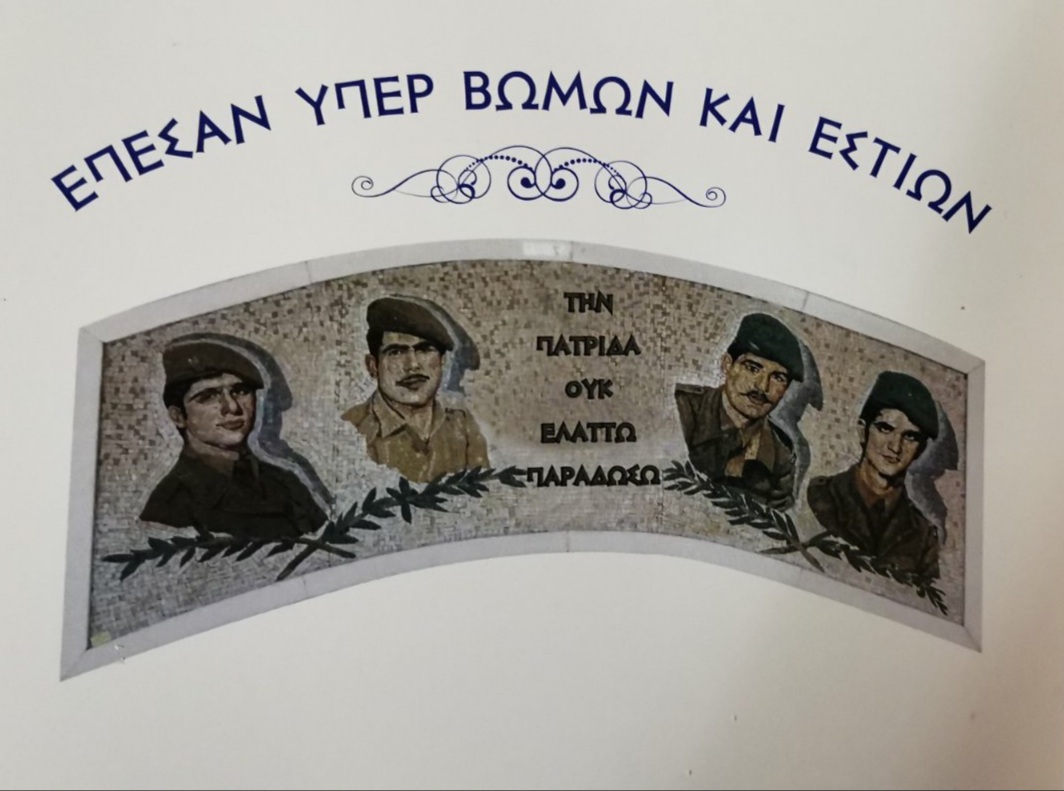 ΕΠΕΣΑΝ ΥΠΕΡ ΒΩΜΩΝ ΚΑΙ ΕΣΤΙΩΝ
ΤΗΝ
ΠΑΤΡΙΔΑ
ΟΥΚ
ΕΛΑΤΤΩ
ΠΑΡΑΔΩΣΩ